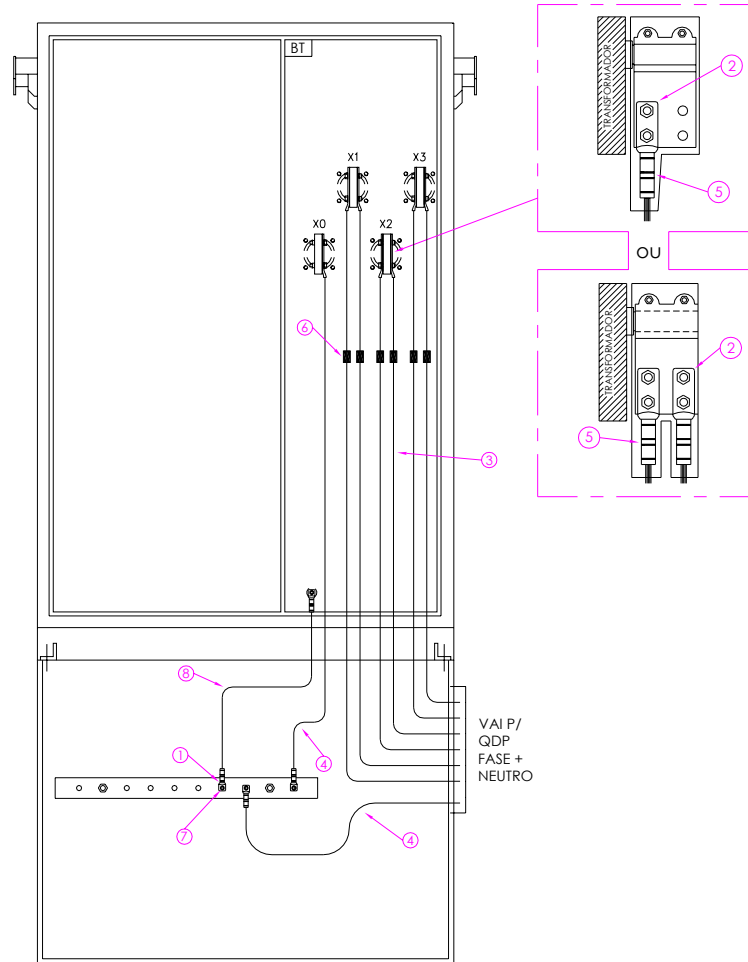 BT
TRANSFORMADOR
2
X1
X3
5
X0
X2
OU
TRANSFORMADOR
6
2
5
3
8
VAI P/
QDP
FASE +
NEUTRO
1
4
7
4